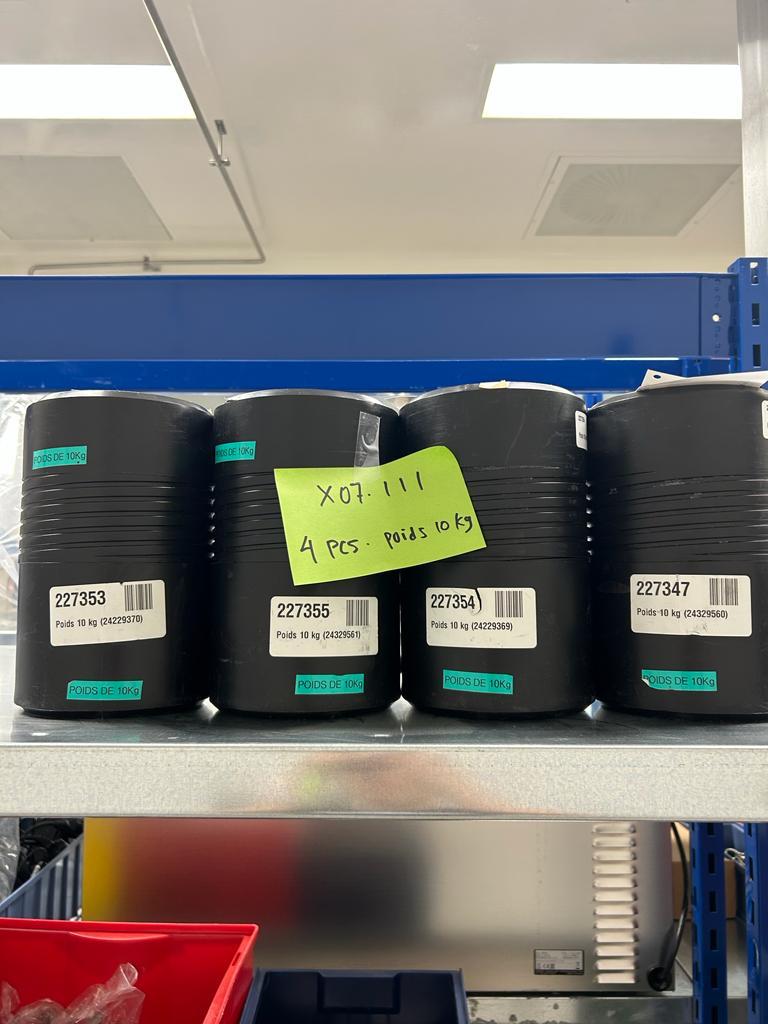 POIDS DE 10Kg
POIDS DE 10Kg
X07.111
4 pcs. poids 10 kg
227353
Poids 10 kg (24229370)
227355
Poids 10 kg (24329561)
227354
Poids 10 kg (24229369)
227347
Poids 10 kg (24329560)
POIDS DE 10Kg
POIDS DE 10Kg
POIDS DE 10Kg
POIDS DE 10Kg